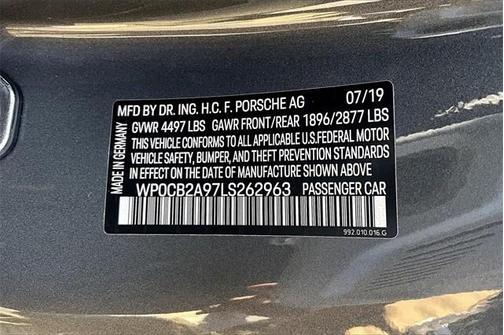 MFD BY DR. ING. H.C. F. PORSCHE AG 07/19
GVWR 4497 LBS GAWR FRONT/REAR 1896/2877 LBS
THIS VEHICLE CONFORMS TO ALL APPLICABLE U.S.FEDERAL MOTOR
VEHICLE SAFETY, BUMPER, AND THEFT PREVENTION STANDARDS
IN EFFECT ON THE DATE OF MANUFACTURE SHOWN ABOVE
WP0CB2A97LS262963 PASSENGER CAR
992.010.016.G
MADE IN GERMANY